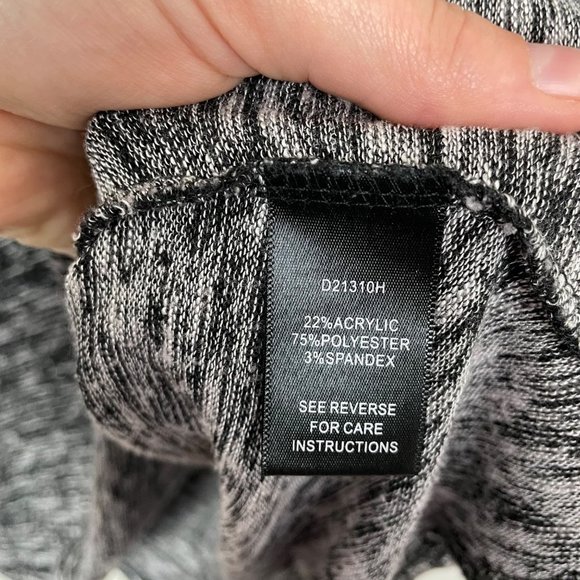 D21310H
22%ACRYLIC
75%POLYESTER
3%SPANDEX
SEE REVERSE
FOR CARE
INSTRUCTIONS